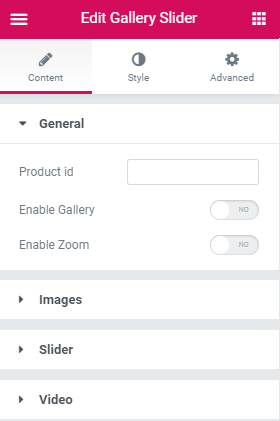 Edit Gallery Slider
Content Style Advanced
General
Product id
Enable Gallery NO
Enable Zoom NO
Images
Slider
Video